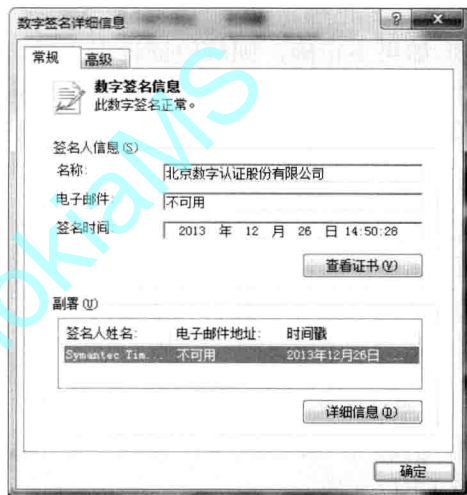 数字签名详细信息
常规 高级
数字签名信息
此数字签名正常。
签名人信息(S)
名称: 北京数字认证股份有限公司
电子邮件: 不可用
签名时间: 2013 年 12 月 26 日 14:50:28
查看证书(V)
副署(U)
签名人姓名: 电子邮件地址: 时间戳
Symantec Tim... 不可用 2013年12月26日 ...
详细信息(D)
确定